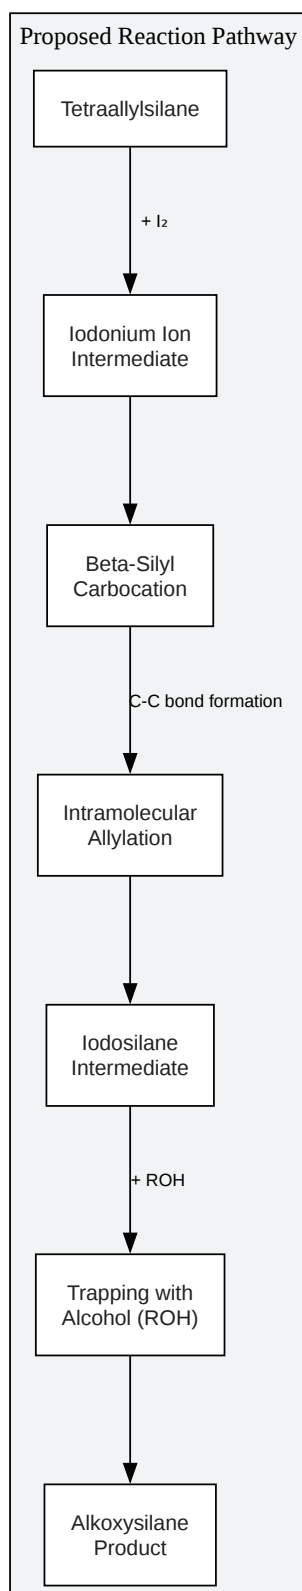 Proposed Reaction Pathway
Tetraallylsilane
+ I₂
Iodonium Ion
Intermediate
Beta-Silyl
Carbocation
C-C bond formation
Intramolecular
Allylation
Iodosilane
Intermediate
+ ROH
Trapping with
Alcohol (ROH)
Alkoxysilane
Product